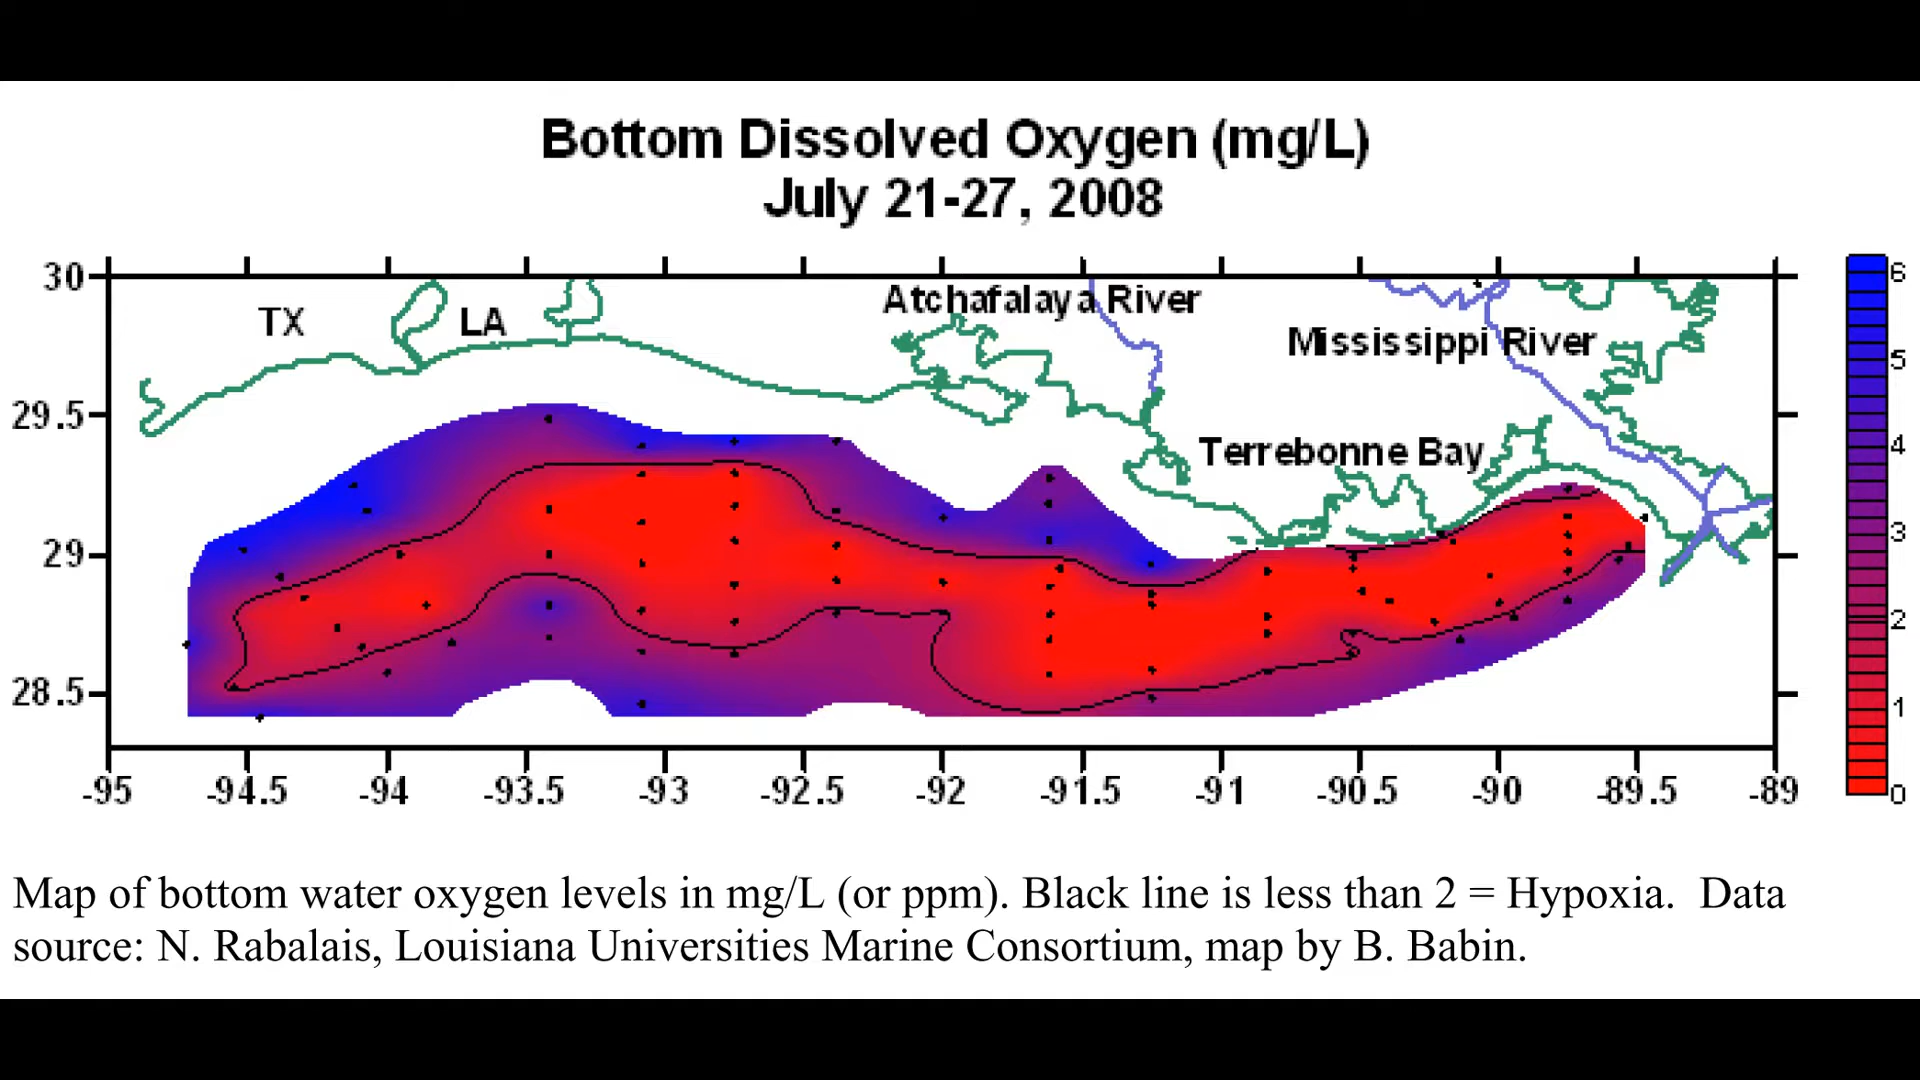 Bottom Dissolved Oxygen (mg/L)
July 21-27, 2008
30
29.5
29
28.5
TX
LA
Atchafalaya River
Mississippi River
Terrebonne Bay
6
5
4
3
2
1
0
-95 -94.5 -94 -93.5 -93 -92.5 -92 -91.5 -91 -90.5 -90 -89.5 -89
Map of bottom water oxygen levels in mg/L (or ppm). Black line is less than 2 = Hypoxia. Data
source: N. Rabalais, Louisiana Universities Marine Consortium, map by B. Babin.